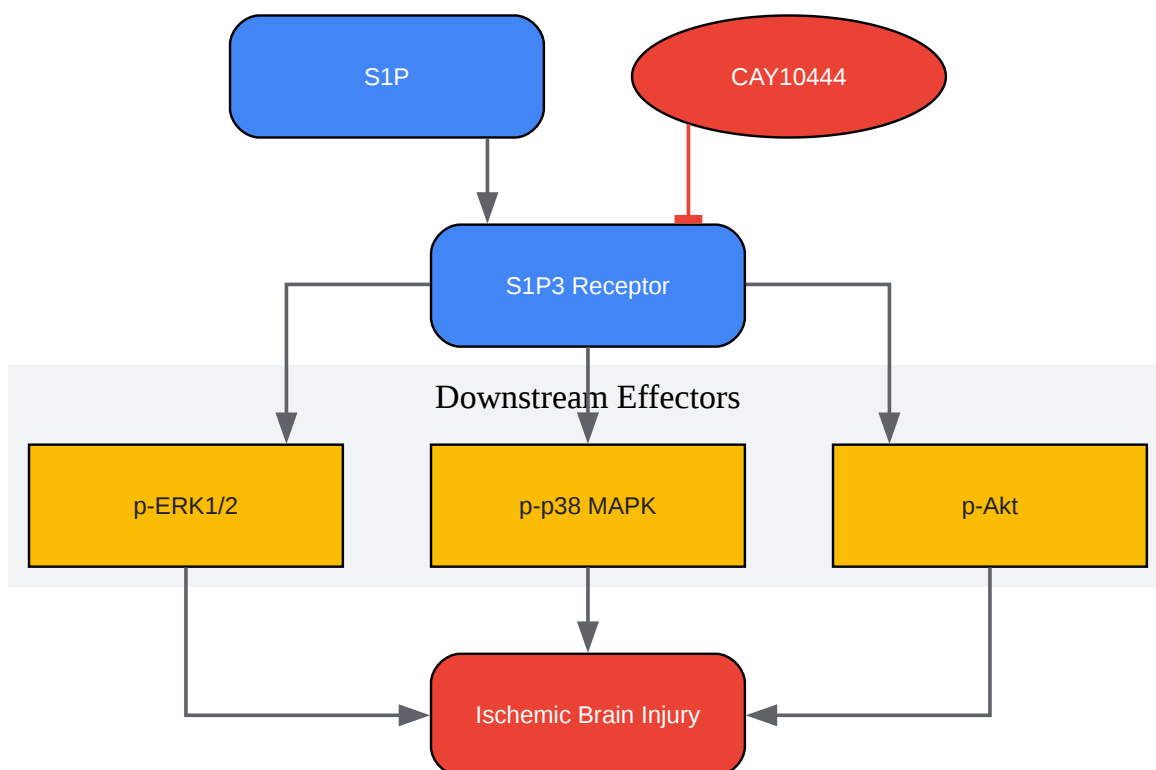 S1P
CAY10444
S1P3 Receptor
Downstream Effectors
p-ERK1/2
p-p38 MAPK
p-Akt
Ischemic Brain Injury